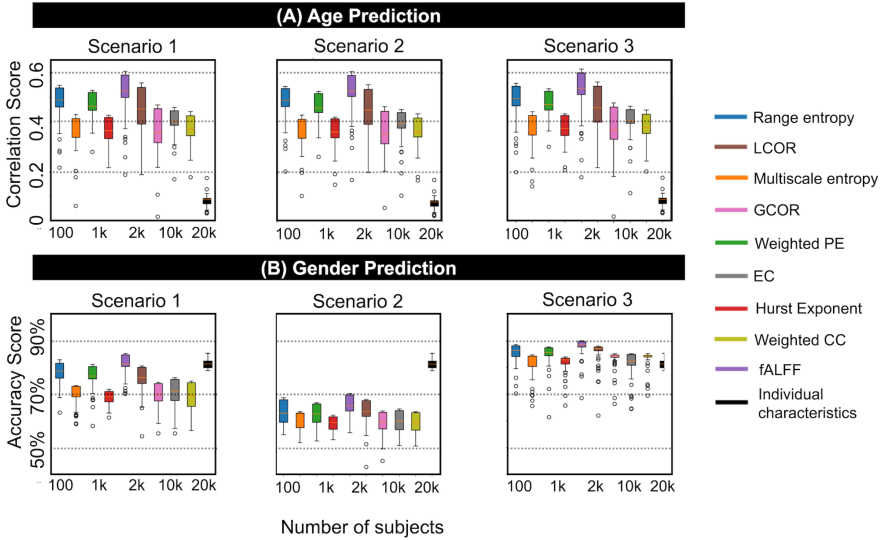 (A) Age Prediction
Scenario 1
Scenario 2
Scenario 3
Correlation Score
0.6
0.4
0.2
0
100 1k 2k 10k 20k
100 1k 2k 10k 20k
100 1k 2k 10k 20k
(B) Gender Prediction
Scenario 1
Scenario 2
Scenario 3
Accuracy Score
90%
70%
50%
100 1k 2k 10k 20k
100 1k 2k 10k 20k
100 1k 2k 10k 20k
Number of subjects
Range entropy
LCOR
Multiscale entropy
GCOR
Weighted PE
EC
Hurst Exponent
Weighted CC
fALFF
Individual
characteristics